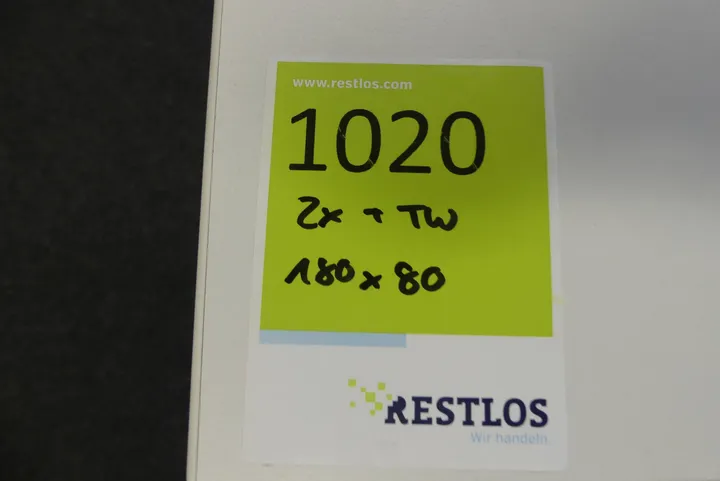 www.restlos.com
1020
2x + TW
180 x 80
RESTLOS
Wir handeln.